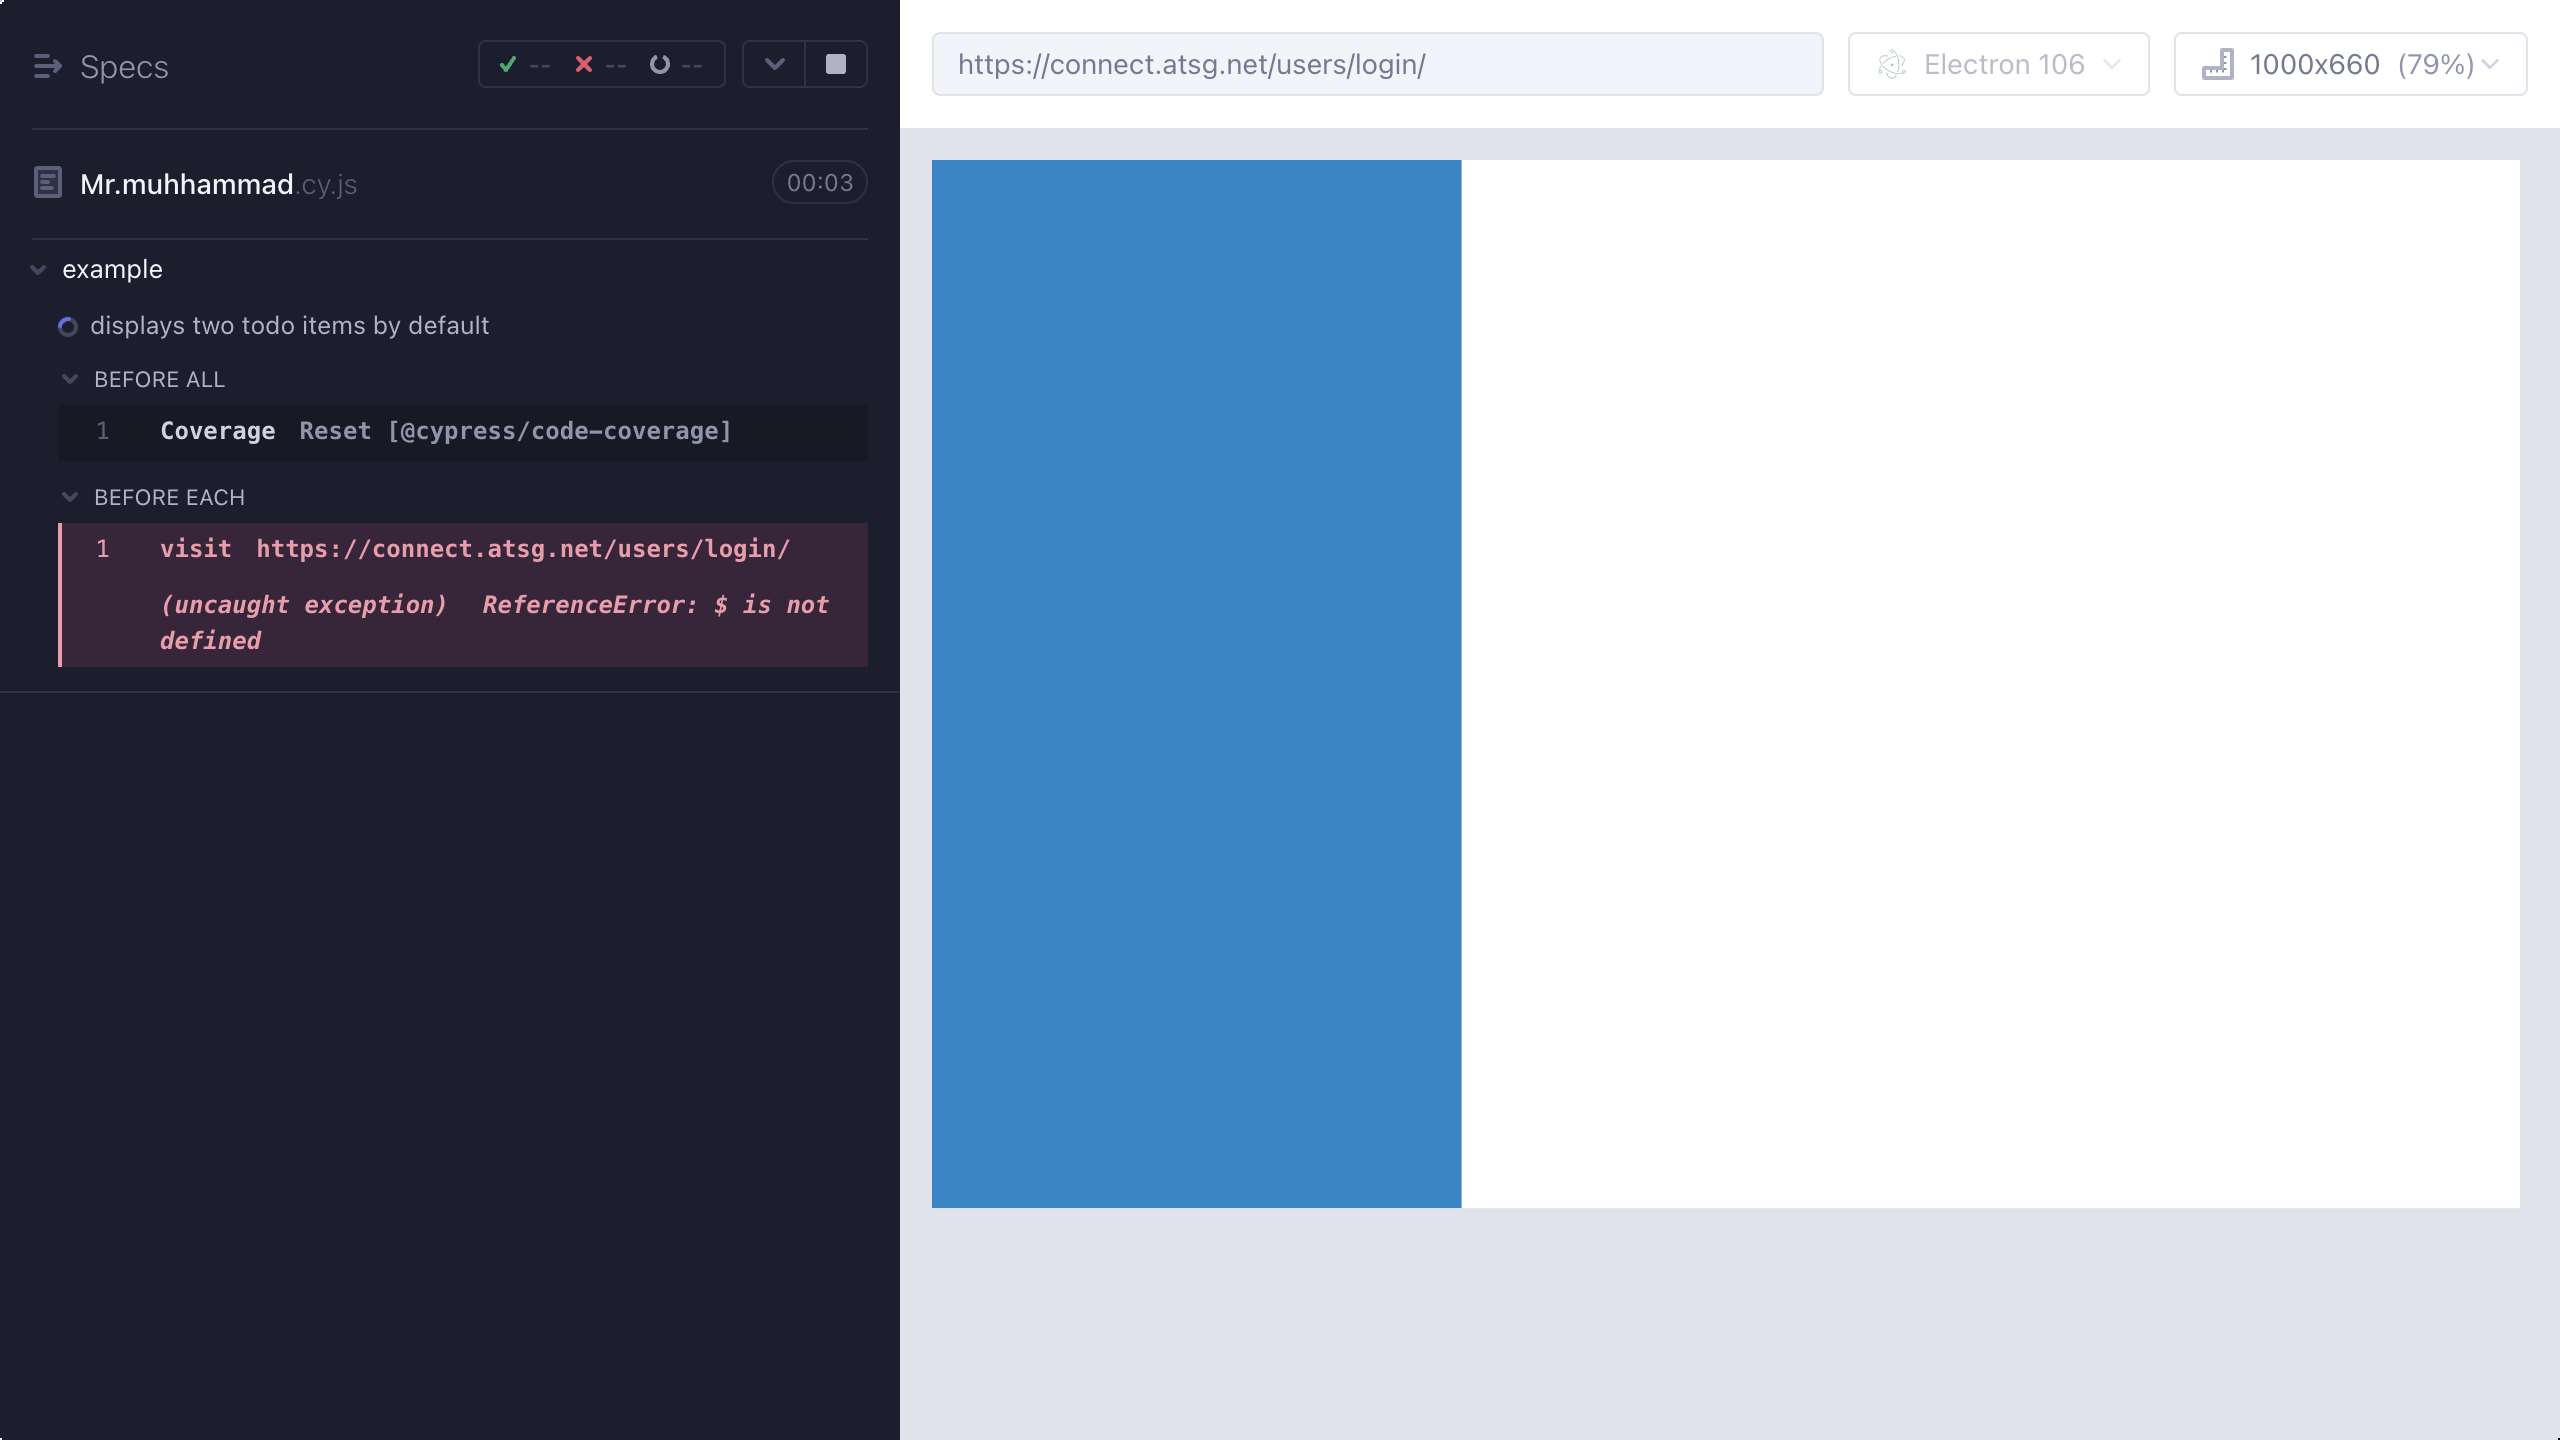 Specs
-- -- --
Mr.muhhammad.cy.js
00:03
example
displays two todo items by default
BEFORE ALL
1 Coverage Reset [@cypress/code-coverage]
BEFORE EACH
1 visit https://connect.atsg.net/users/login/
(uncaught exception) ReferenceError: $ is not
defined
https://connect.atsg.net/users/login/
Electron 106
1000x660 (79%)